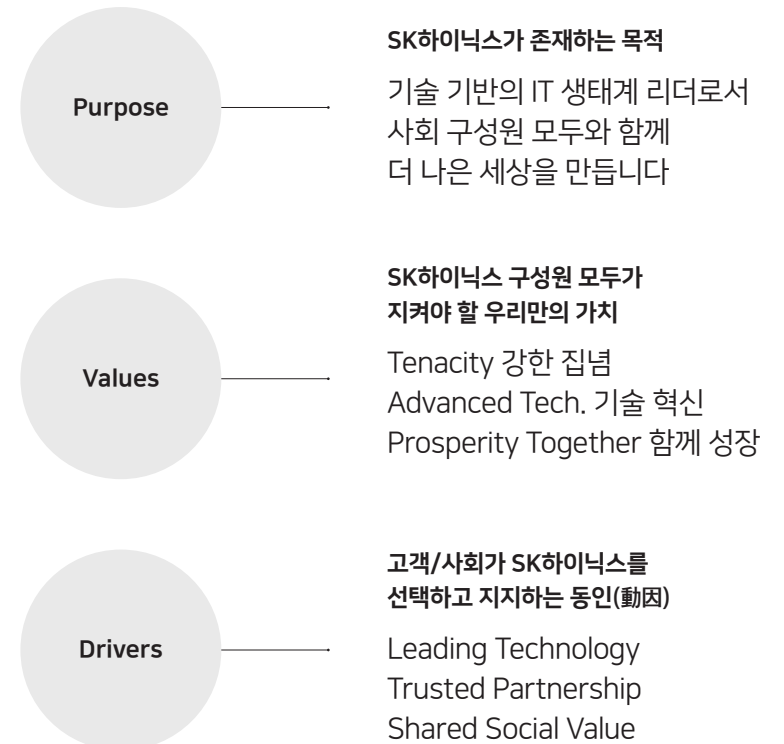 Purpose
SK하이닉스가 존재하는 목적
기술 기반의 IT 생태계 리더로서
사회 구성원 모두와 함께
더 나은 세상을 만듭니다
Values
SK하이닉스 구성원 모두가
지켜야 할 우리만의 가치
Tenacity 강한 집념
Advanced Tech. 기술 혁신
Prosperity Together 함께 성장
Drivers
고객/사회가 SK하이닉스를
선택하고 지지하는 동인(動因)
Leading Technology
Trusted Partnership
Shared Social Value